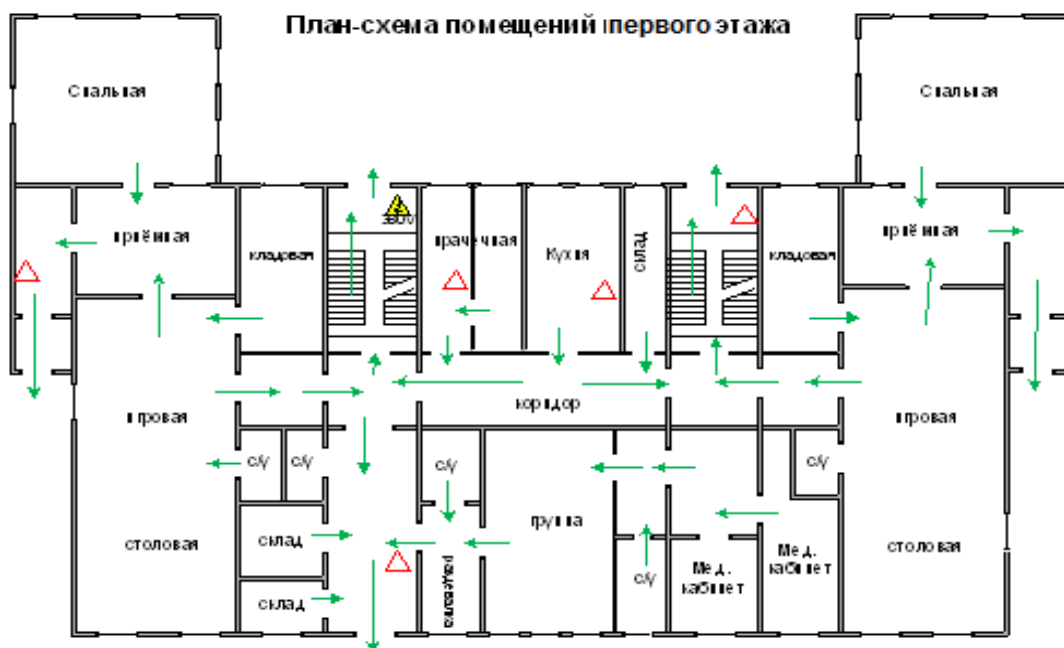 План-схема помещений первого этажа
Спальная
Спальная
приёмная
кладовая
прачечная
Кухня
склад
кладовая
приёмная
игровая
коридор
игровая
с/у
с/у
с/у
с/у
столовая
склад
группа
столовая
склад
раздевалка
с/у
Мед.
кабинет
Мед.
кабинет